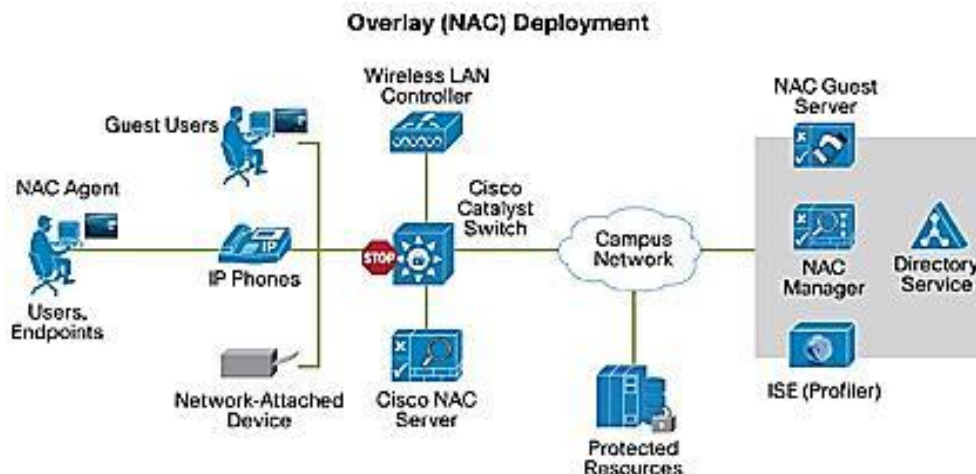 Overlay (NAC) Deployment
Wireless LAN
Controller
NAC Guest
Server
Guest Users
NAC Agent
Cisco
Catalyst
Switch
STOP
IP
IP Phones
Campus
Network
NAC
Manager
Directory
Service
Users,
Endpoints
Network-Attached
Device
Cisco NAC
Server
ISE (Profiler)
Protected
Resources